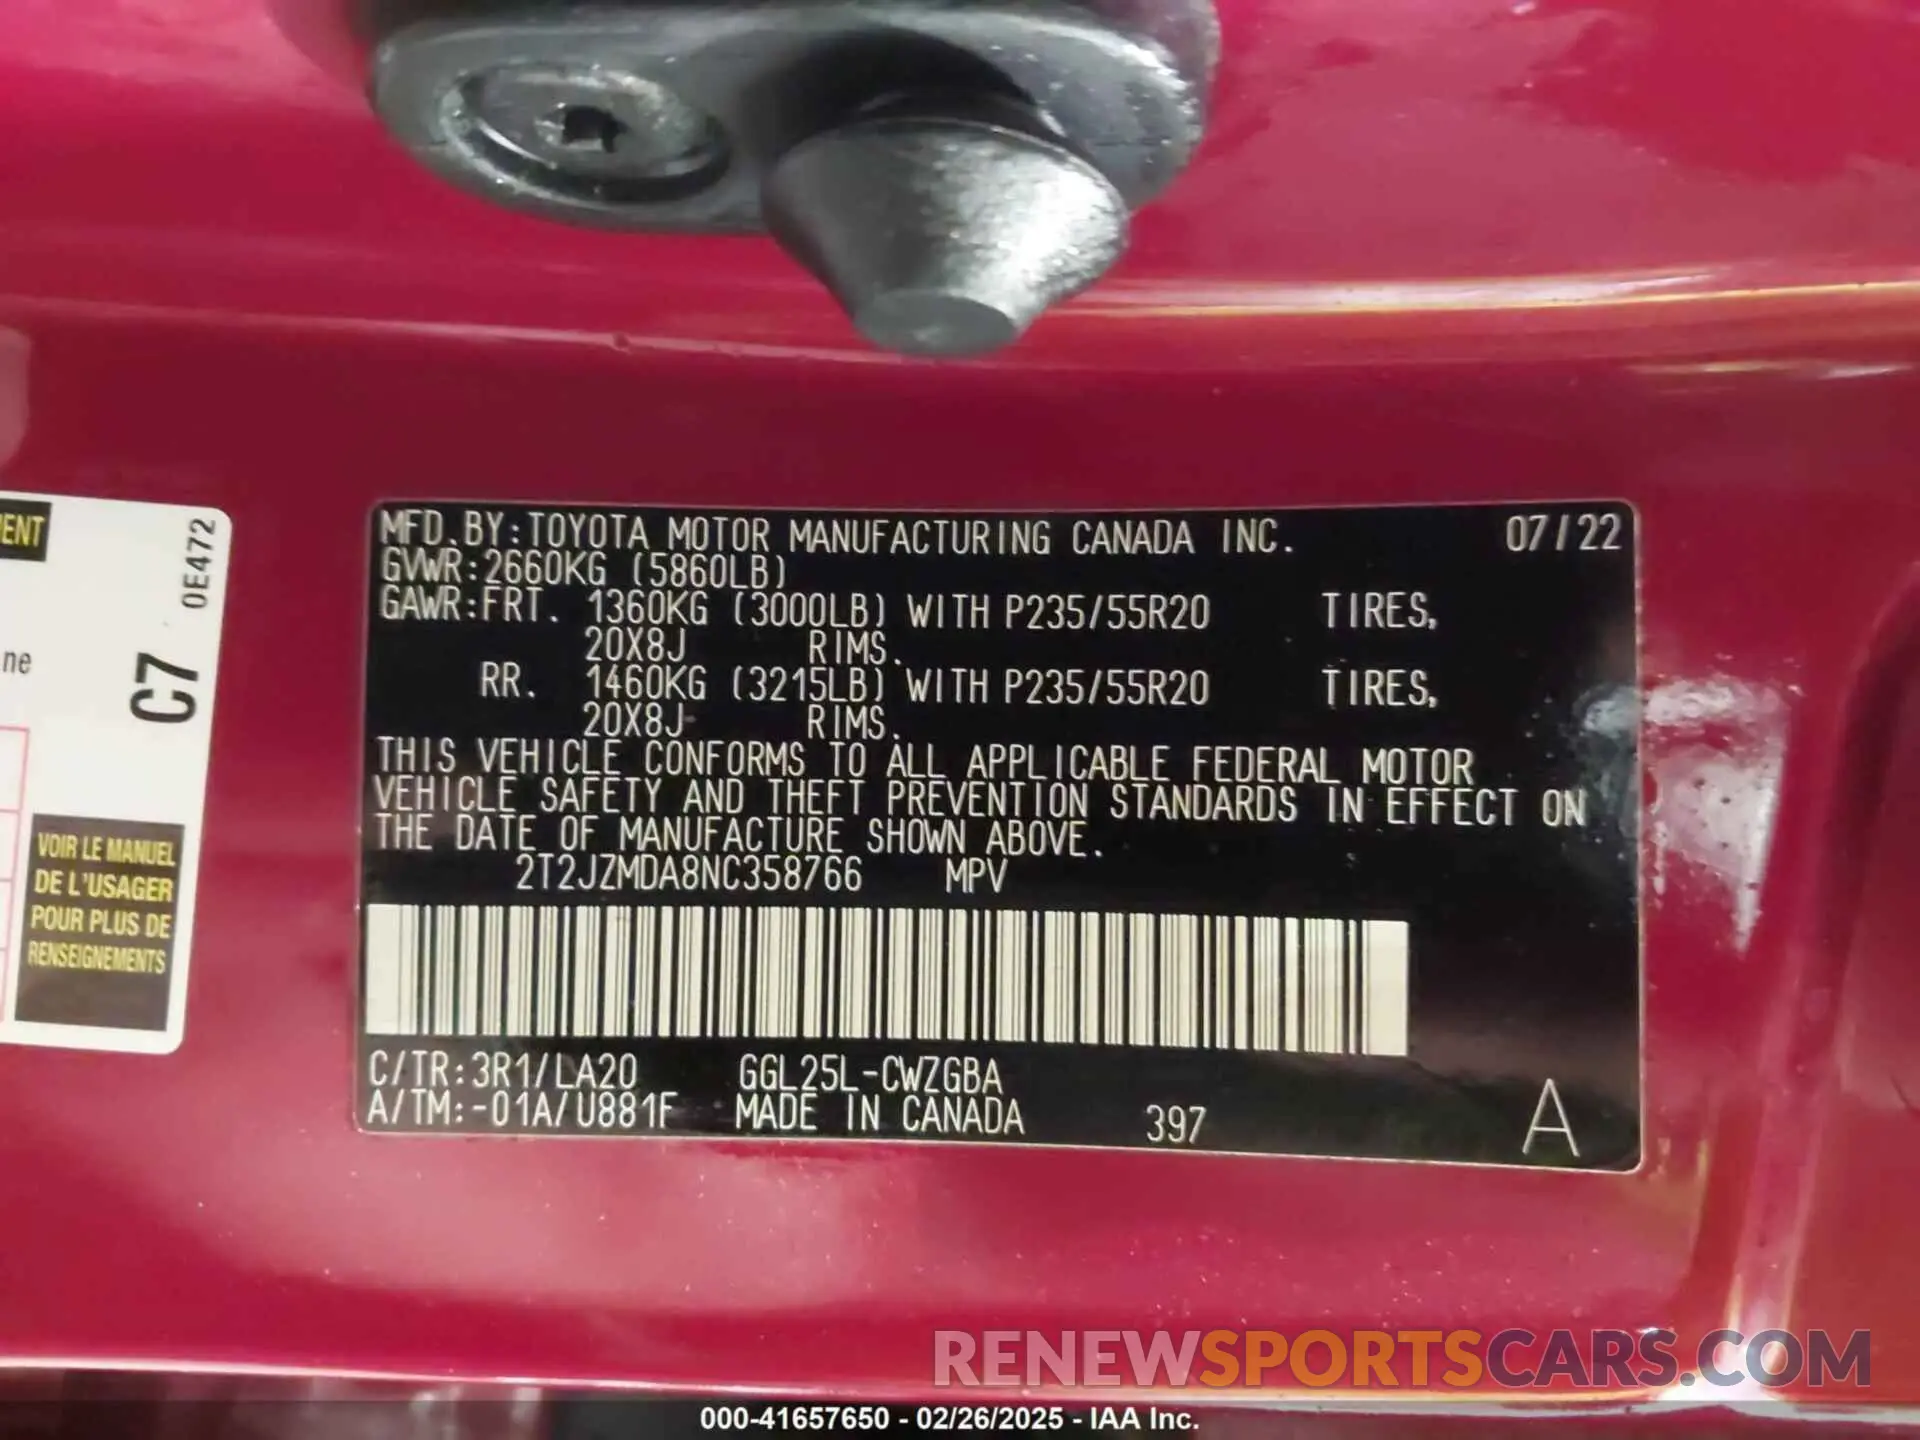 MENT
0E472
C7
ne
VOIR LE MANUEL
DE L'USAGER
POUR PLUS DE
RENSEIGNEMENTS
MFD.BY:TOYOTA MOTOR MANUFACTURING CANADA INC. 07/22
GVWR:2660KG (5860LB)
GAWR:FRT. 1360KG (3000LB) WITH P235/55R20 TIRES,
20X8J RIMS.
RR. 1460KG (3215LB) WITH P235/55R20 TIRES,
20X8J RIMS.
THIS VEHICLE CONFORMS TO ALL APPLICABLE FEDERAL MOTOR
VEHICLE SAFETY AND THEFT PREVENTION STANDARDS IN EFFECT ON
THE DATE OF MANUFACTURE SHOWN ABOVE.
2T2JZMDA8NC358766 MPV
C/TR:3R1/LA20 GGL25L-CWZGBA
A/TM:-01A/U881F MADE IN CANADA 397 A
RENEWSPORTSCARS.COM
000-41657650 - 02/26/2025 - IAA Inc.